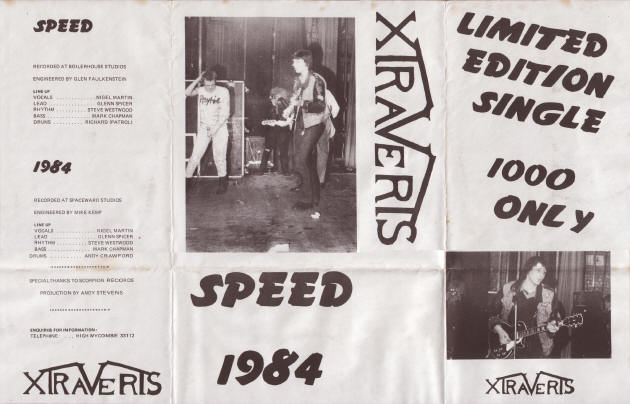 SPEED
RECORDED AT BOILERHOUSE STUDIOS
ENGINEERED BY GLEN FAULKENSTEIN
LINE UP
VOCALS ............ NIGEL MARTIN
LEAD ............ GLENN SPICER
RHYTHM ........ STEVE WESTWOOD
BASS ............ MARK CHAPMAN
DRUNS ........ RICHARD (PATROL)
1984
RECORDED AT SPACEWARD STUDIOS
ENGINEERED BY MIKE KEMP
LINE UP
VOCALS ............ NIGEL MARTIN
LEAD ............ GLENN SPICER
RHYTHM ........ STEVE WESTWOOD
BASS ............ MARK CHAPMAN
DRUMS ............ ANDY CRAWFORD
********************
SPECIAL THANKS TO SCORPION RECORDS
PRODUCTION BY ANDY STEVENS
********************
ENQUIRIES FOR INFORMATION:
TELEPHONE: .... HIGH WYCOMBE 33112
XTRAVERTS
XTRAVERTS
SPEED
1984
LIMITED
EDITION
SINGLE
1000
ONLY
XTRAVERTS